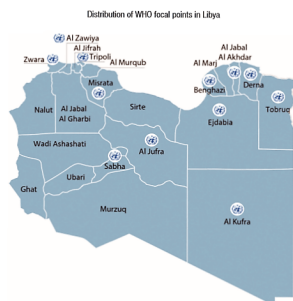 Distribution of WHO focal points in Libya
Al Zawiya
Al Jifrah
Zwara
Tripoli
Al Murqub
Misrata
Al Jabal
Al Akhdar
Al Marj
Benghazi
Derna
Tobruq
Nalut
Al Jabal
Al Gharbi
Sirte
Ejdabia
Wadi Ashashati
Al Jufra
Sabha
Ubari
Ghat
Murzuq
Al Kufra